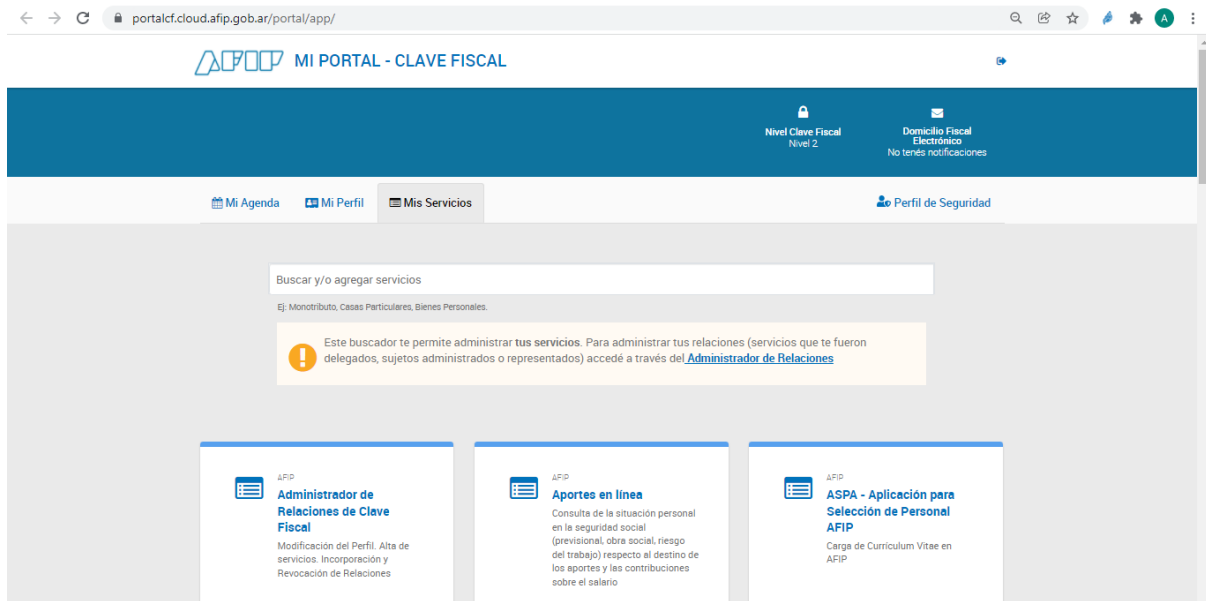 portalcf.cloud.afip.gob.ar/portal/app/
A
AFIP MI PORTAL - CLAVE FISCAL
Nivel Clave Fiscal
Nivel 2
Domicilio Fiscal
Electrónico
No tenés notificaciones
Mi Agenda
Mi Perfil
Mis Servicios
Perfil de Seguridad
Buscar y/o agregar servicios
Ej: Monotributo, Casas Particulares, Bienes Personales.
Este buscador te permite administrar tus servicios. Para administrar tus relaciones (servicios que te fueron
delegados, sujetos administrados o representados) accedé a través del Administrador de Relaciones
AFIP
Administrador de
Relaciones de Clave
Fiscal
Modificación del Perfil. Alta de
servicios. Incorporación y
Revocación de Relaciones
AFIP
Aportes en línea
Consulta de la situación personal
en la seguridad social
(previsional, obra social, riesgo
del trabajo) respecto al destino de
los aportes y las contribuciones
sobre el salario
AFIP
ASPA - Aplicación para
Selección de Personal
AFIP
Carga de Currículum Vitae en
AFIP